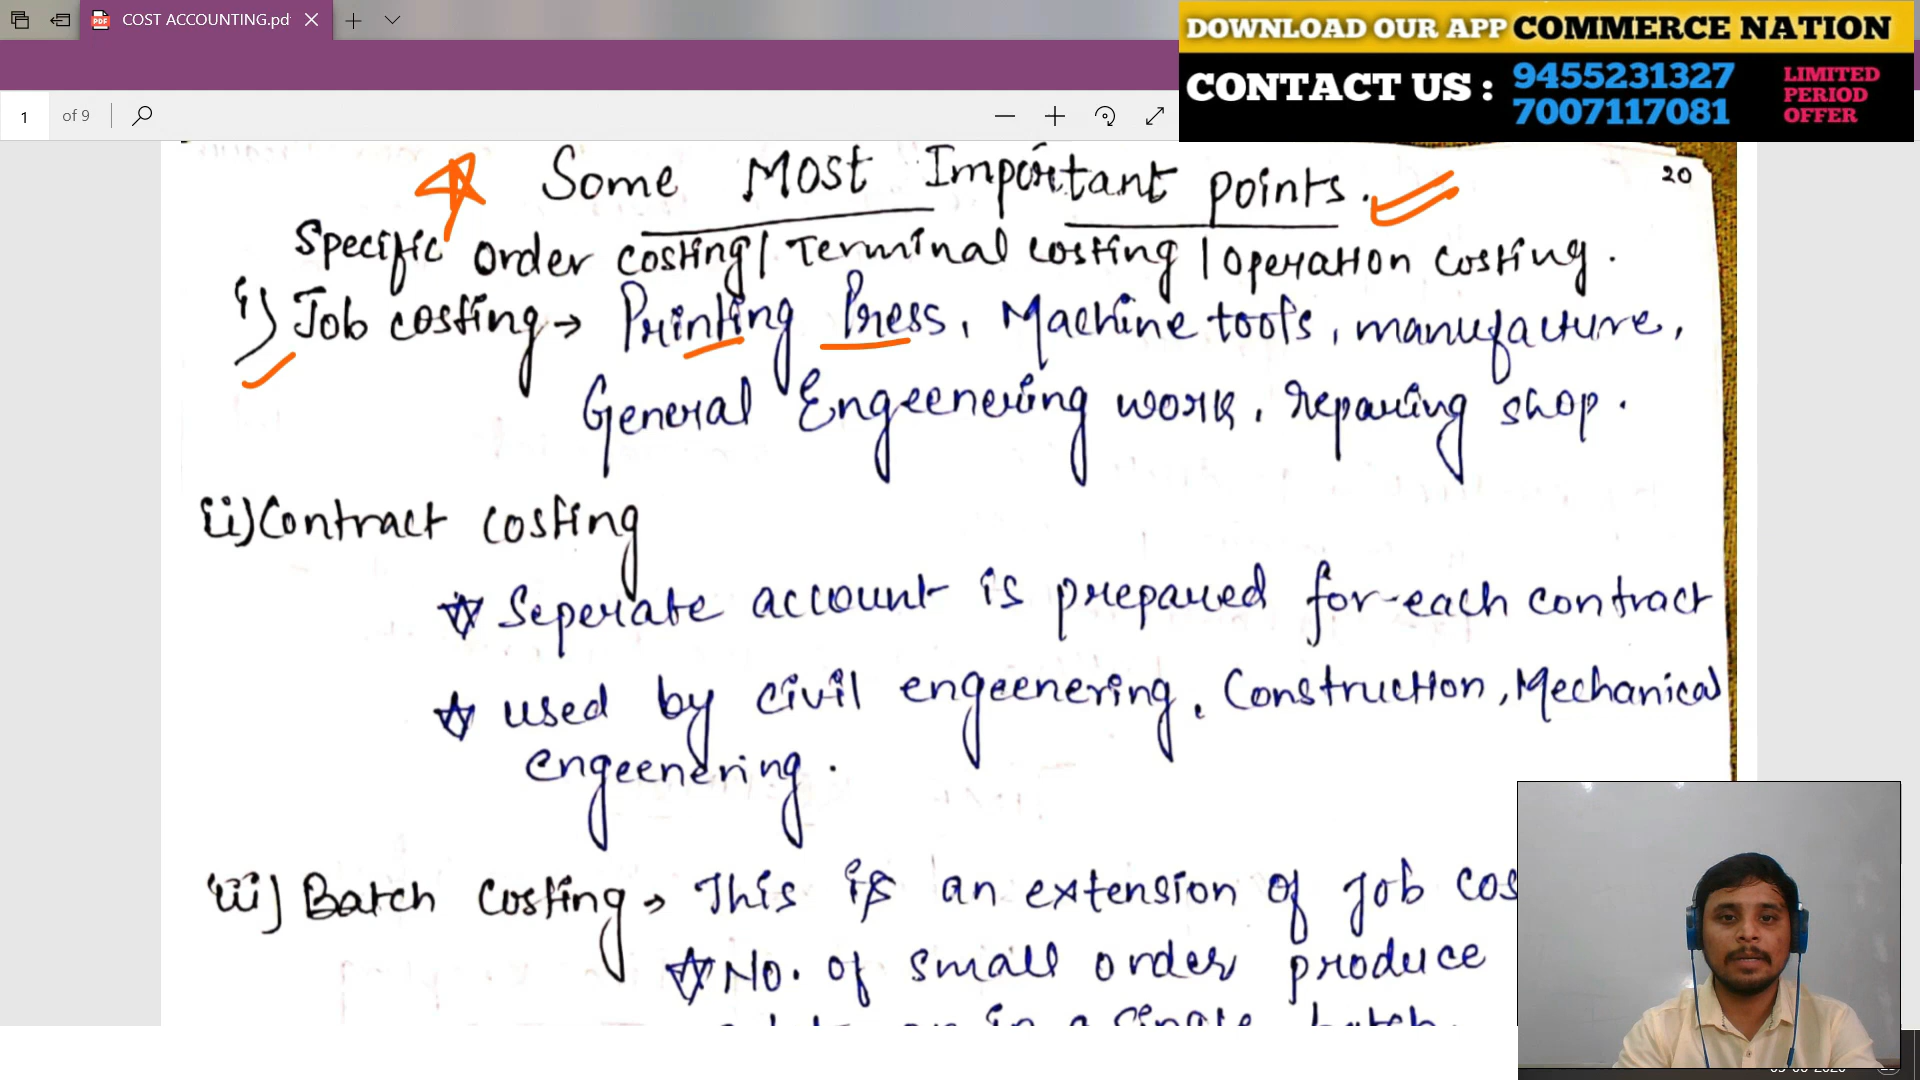 COST ACCOUNTING.pd
DOWNLOAD OUR APP COMMERCE NATION
CONTACT US : 9455231327
7007117081
LIMITED
PERIOD
OFFER
1 of 9
20
Some Most Important points.
Specific order costing / Terminal costing / operation costing.
i) Job costing → Printing Press, Machine tools, manufacture,
General Engeenering work, repairing shop.
ii) Contract costing
☆ Seperate account is prepared for-each contract
☆ used by civil engeenering, Construction, Mechanical
engeenering.
iii) Batch Costing → This is an extension of Job cos
☆ No. of small order produce
in a single batch.